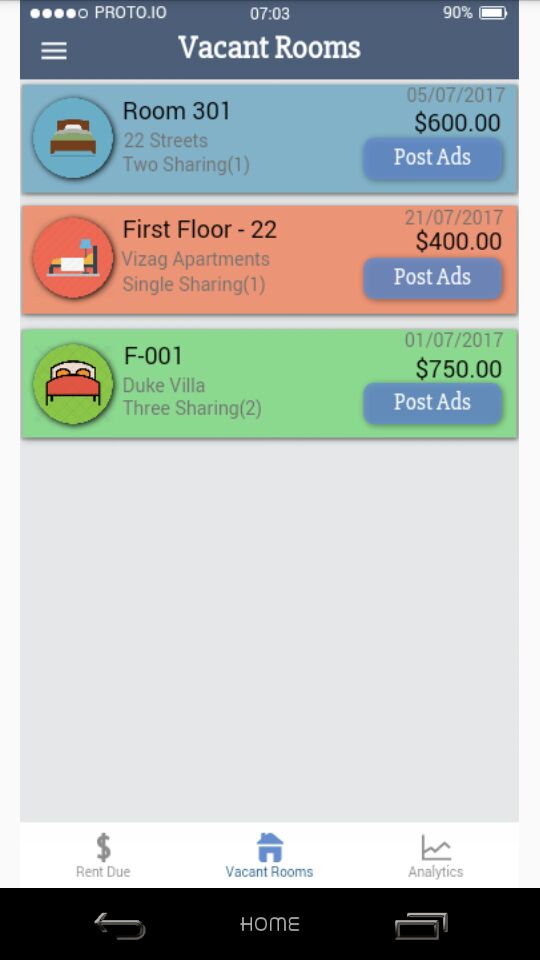 PROTO.IO 07:03 90%
Vacant Rooms
05/07/2017
Room 301 $600.00
22 Streets
Two Sharing(1) Post Ads
21/07/2017
First Floor - 22 $400.00
Vizag Apartments
Single Sharing(1) Post Ads
01/07/2017
F-001 $750.00
Duke Villa
Three Sharing(2) Post Ads
Rent Due Vacant Rooms Analytics
HOME